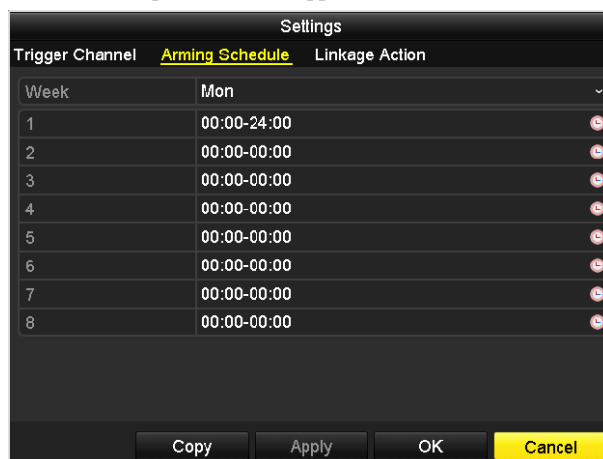 Settings
Trigger Channel Arming Schedule Linkage Action
Week Mon
1 00:00-24:00
2 00:00-00:00
3 00:00-00:00
4 00:00-00:00
5 00:00-00:00
6 00:00-00:00
7 00:00-00:00
8 00:00-00:00
Copy Apply OK Cancel